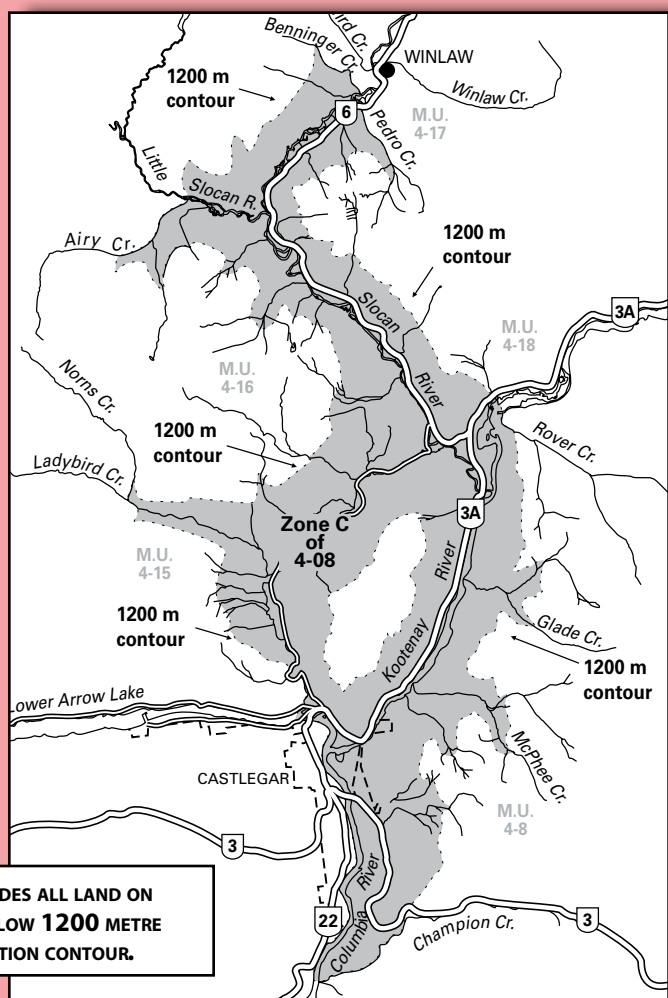 Benninger Cr.
ird Cr.
WINLAW
Winlaw Cr.
1200 m
contour
6
Pedro Cr.
M.U.
4-17
Little
Slocan R.
Airy Cr.
1200 m
contour
Slocan
River
3A
M.U.
4-18
M.U.
4-16
Norns Cr.
1200 m
contour
Ladybird Cr.
Rover Cr.
Zone C
of
4-08
3A
M.U.
4-15
Kootenay
River
1200 m
contour
Glade Cr.
1200 m
contour
ower Arrow Lake
McPhee Cr.
CASTLEGAR
M.U.
4-8
3
River
Columbia
22
Champion Cr.
3
DES ALL LAND ON
LOW 1200 METRE
TION CONTOUR.